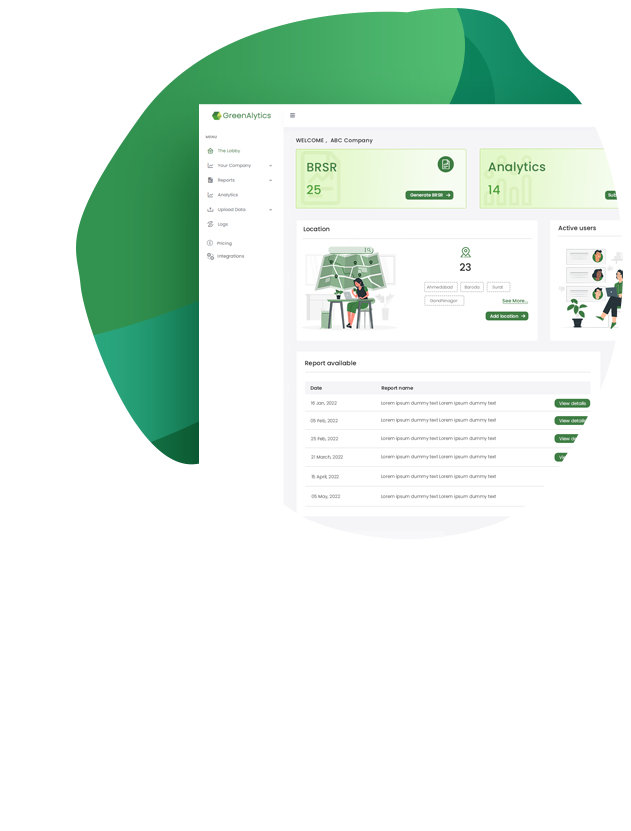 GreenAlytics
MENU
The Lobby
Your Company
Reports
Analytics
Upload Data
Logs
Pricing
Integrations
WELCOME , ABC Company
BRSR
25
Generate BRSR
Analytics
14
Location
23
Ahmedabad Baroda Surat
Gandhinagar
See More...
Add location
Active users
Report available
Date Report name
16 Jan, 2022 Lorem ipsum dummy text Lorem ipsum dummy text View details
05 Feb, 2022 Lorem ipsum dummy text Lorem ipsum dummy text View details
25 Feb, 2022 Lorem ipsum dummy text Lorem ipsum dummy text View
21 March, 2022 Lorem ipsum dummy text Lorem ipsum dummy text
15 April, 2022 Lorem ipsum dummy text Lorem ipsum dummy text
05 May, 2022 Lorem ipsum dummy text Lorem ipsum dummy text